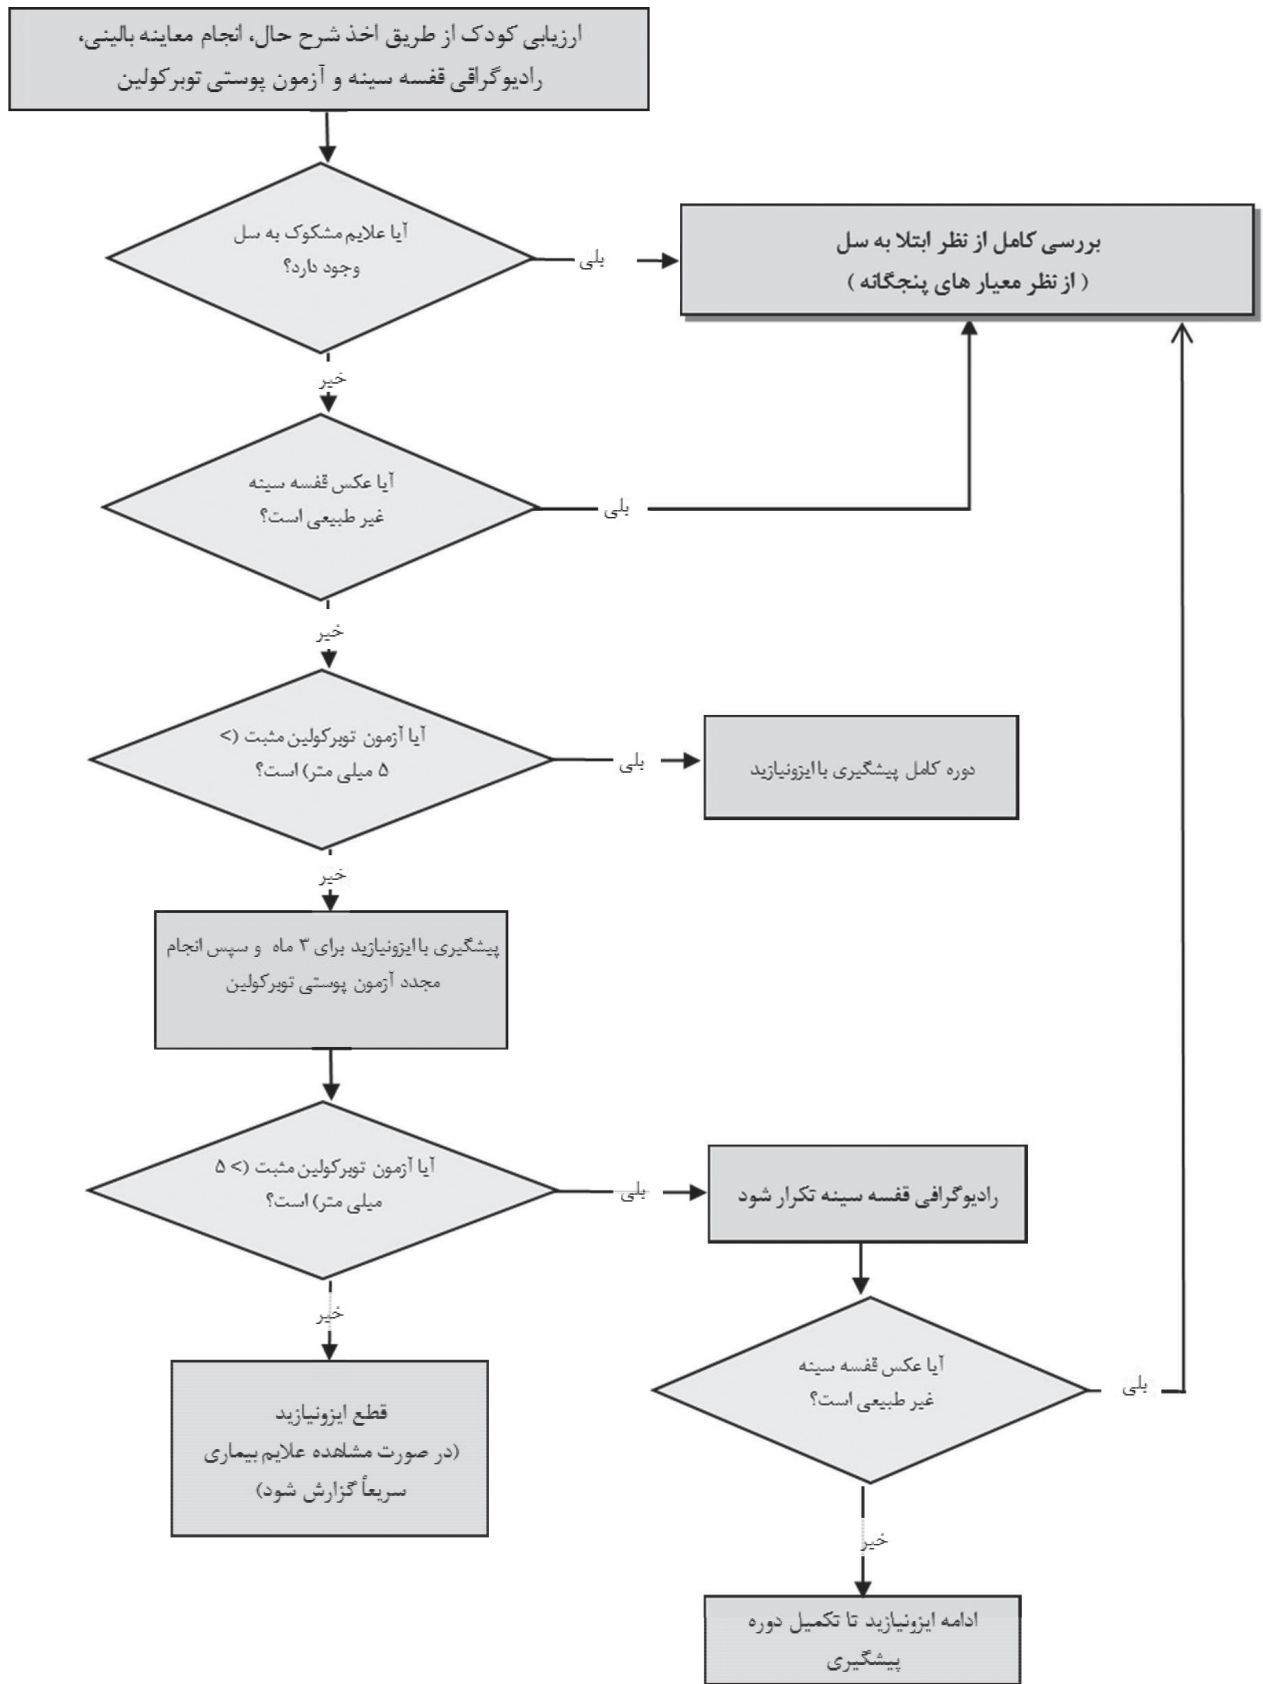 ارزیابی کودک از طریق اخذ شرح حال، انجام معاینه بالینی،
رادیوگراقی قفسه سینه و آزمون پوستی توبرکولین
آیا علایم مشکوک به سل
وجود دارد؟
بلی
بررسی کامل از نظر ابتلا به سل
( از نظر معیار های پنجگانه )
خیر
آیا عکس قفسه سینه
غیر طبیعی است؟
بلی
خیر
آیا آزمون توبرکولین مثبت (>
۵ میلی متر) است؟
بلی
دوره کامل پیشگیری با ایزونیازید
خیر
پیشگیری با ایزونیازید برای ۳ ماه و سپس انجام
مجدد آزمون پوستی توبرکولین
آیا آزمون توبرکولین مثبت (> ۵
میلی متر) است؟
بلی
رادیوگرافی قفسه سینه تکرار شود
خیر
آیا عکس قفسه سینه
غیر طبیعی است؟
بلی
قطع ایزونیازید
(در صورت مشاهده علایم بیماری
سریعاً گزارش شود)
خیر
ادامه ایزونیازید تا تکمیل دوره
پیشگیری